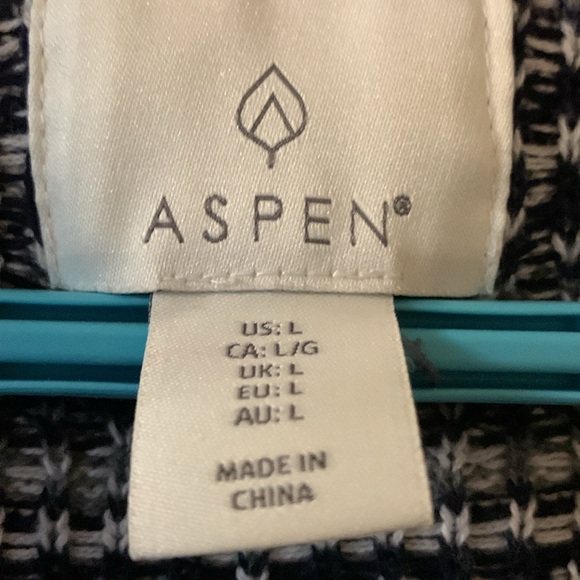 ASPEN®
US: L
CA: L/G
UK: L
EU: L
AU: L
MADE IN
CHINA